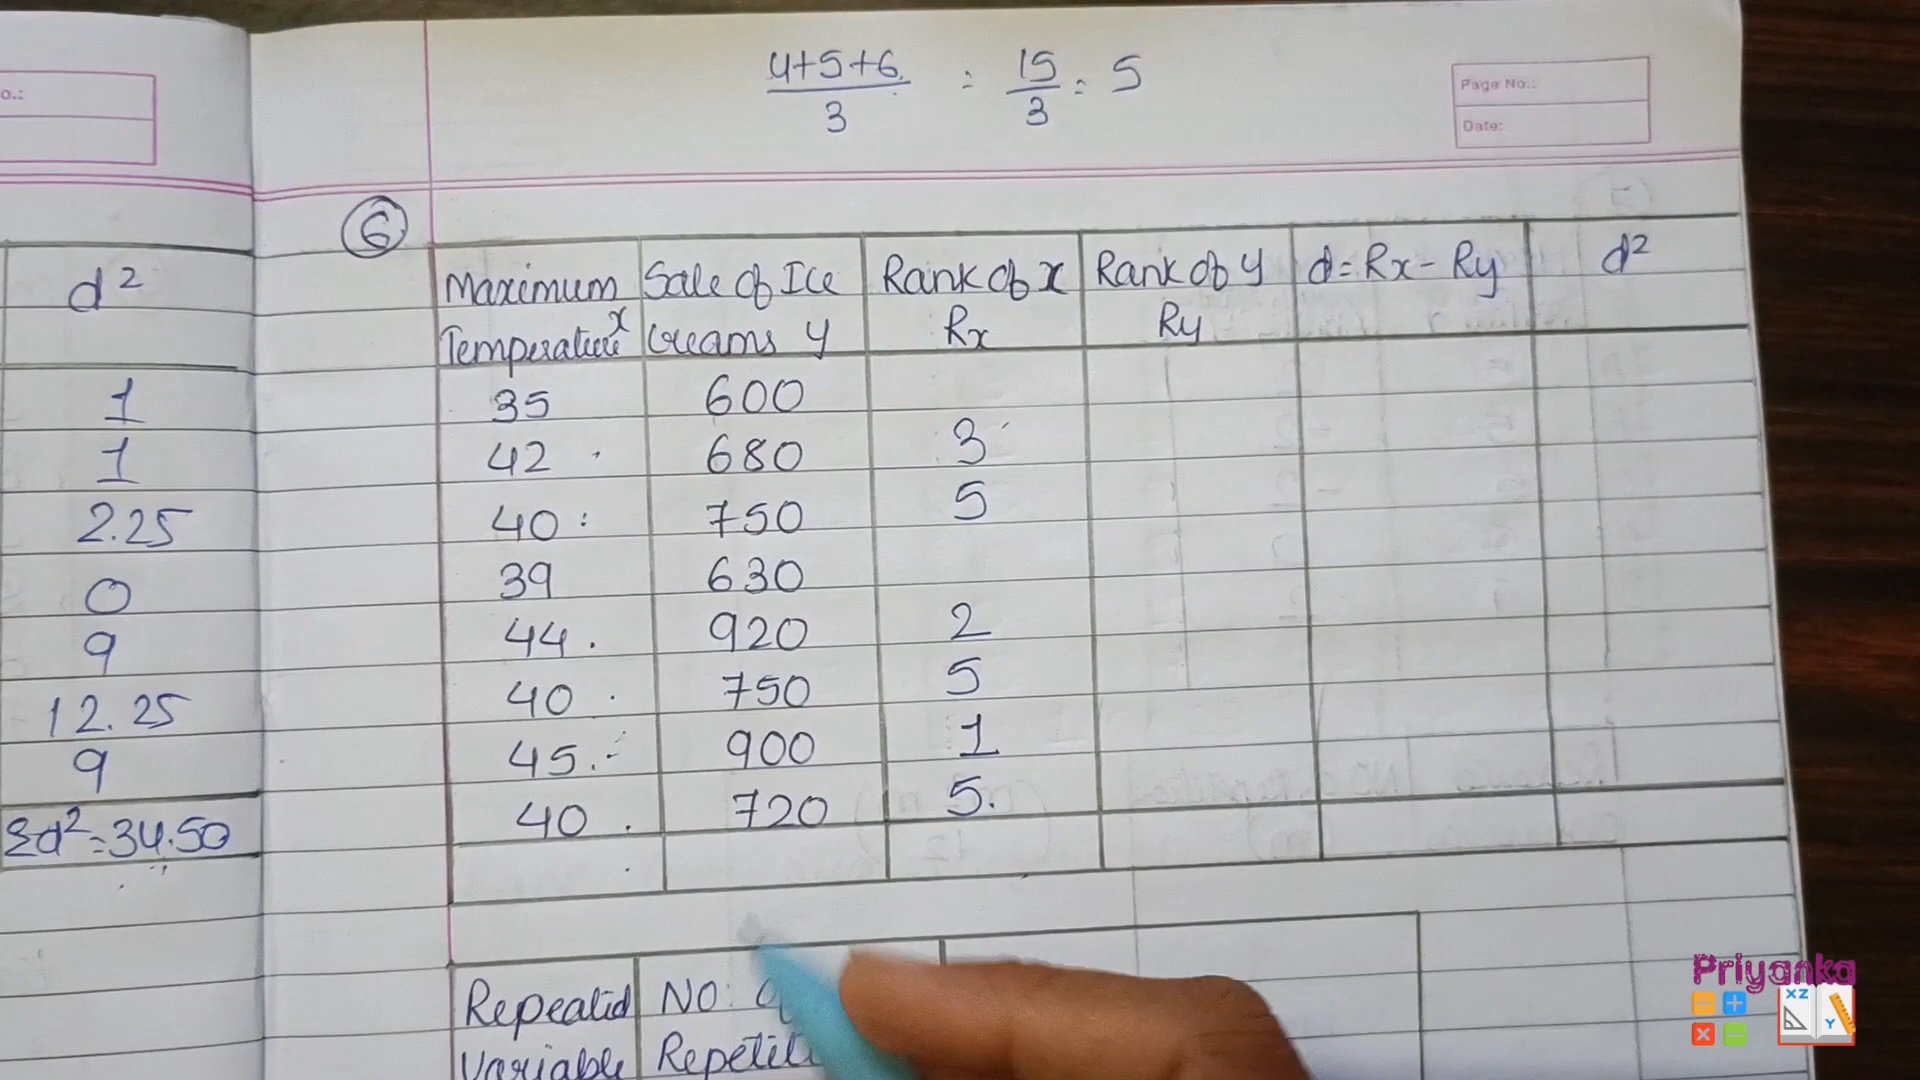 4+5+6 = 15 = 5
3 3
o.:
Page No.:
Date:
6
d²
1
1
2.25
0
9
12.25
9
Σd²=34.50
Maximum Temperature x | Sale of Ice Creams y | Rank of x Rx | Rank of y Ry | d=Rx-Ry | d²
35 600
42 680 3
40 750 5
39 630
44 920 2
40 750 5
45 900 1
40 720 5
Repeatid NO.
Variable
Priyanka
XZ
Y